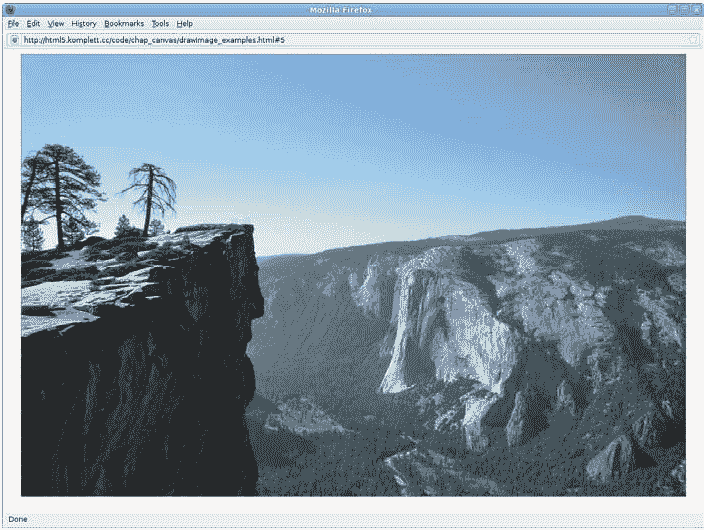 Mozilla Firefox
File Edit View History Bookmarks Tools Help
http://html5.komplett.cc/code/chap_canvas/drawImage_examples.html#5
Done